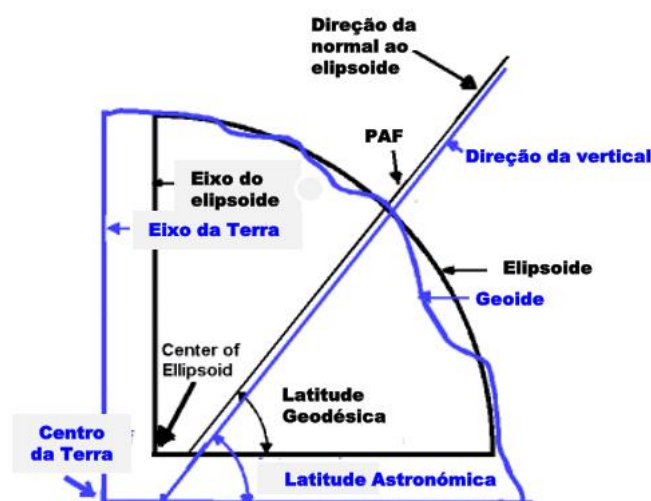 Direção da
normal ao
elipsoide
PAF
Direção da vertical
Eixo do
elipsoide
Eixo da Terra
Elipsoide
Geoide
Center of
Ellipsoid
Latitude
Geodésica
Centro
da Terra
Latitude Astronómica